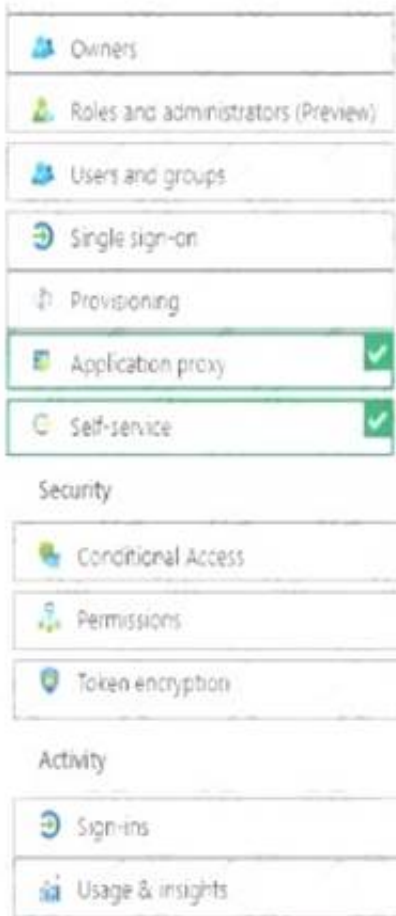 Owners
Roles and administrators (Preview)
Users and groups
Single sign-on
Provisioning
Application proxy
Self-service
Security
Conditional Access
Permissions
Token encryption
Activity
Sign-ins
Usage & insights